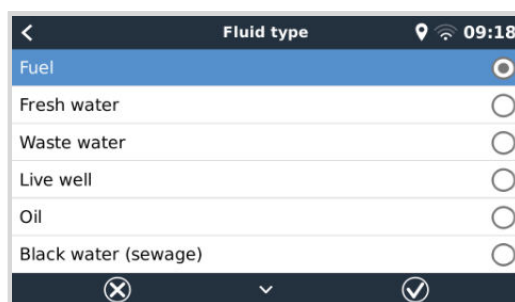 Fluid type
09:18
Fuel
Fresh water
Waste water
Live well
Oil
Black water (sewage)